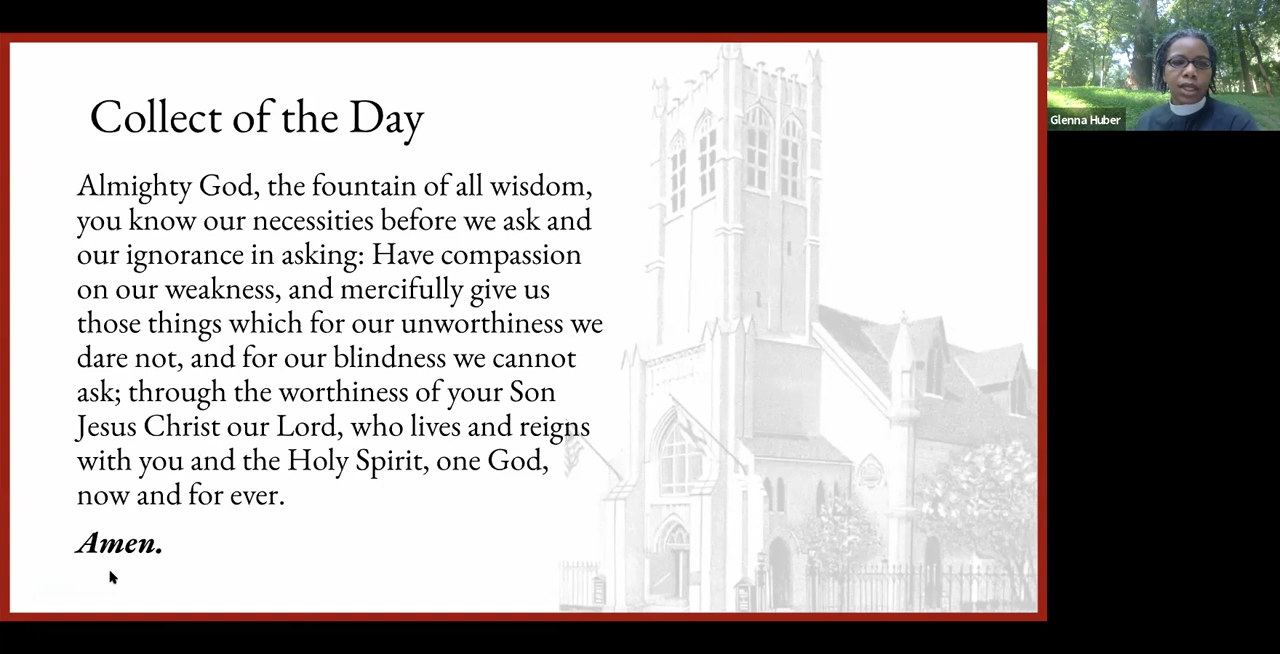 Collect of the Day
Almighty God, the fountain of all wisdom,
you know our necessities before we ask and
our ignorance in asking: Have compassion
on our weakness, and mercifully give us
those things which for our unworthiness we
dare not, and for our blindness we cannot
ask; through the worthiness of your Son
Jesus Christ our Lord, who lives and reigns
with you and the Holy Spirit, one God,
now and for ever.
Amen.
Glenna Huber